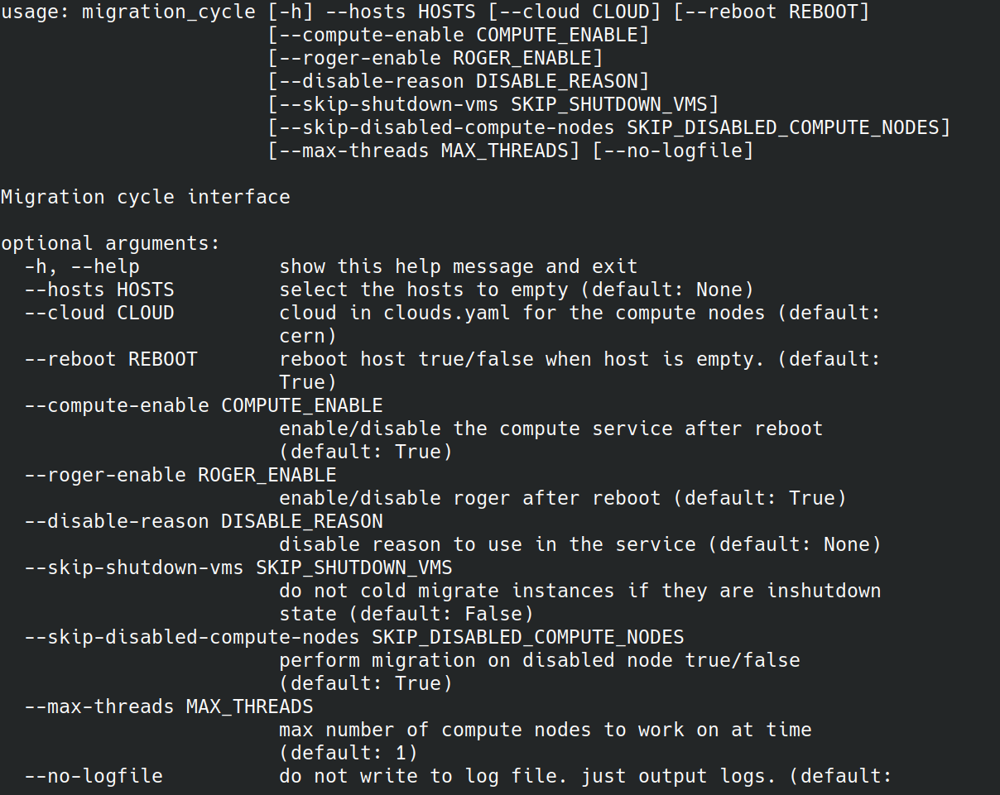 usage: migration_cycle [-h] --hosts HOSTS [--cloud CLOUD] [--reboot REBOOT]
                       [--compute-enable COMPUTE_ENABLE]
                       [--roger-enable ROGER_ENABLE]
                       [--disable-reason DISABLE_REASON]
                       [--skip-shutdown-vms SKIP_SHUTDOWN_VMS]
                       [--skip-disabled-compute-nodes SKIP_DISABLED_COMPUTE_NODES]
                       [--max-threads MAX_THREADS] [--no-logfile]

Migration cycle interface

optional arguments:
  -h, --help            show this help message and exit
  --hosts HOSTS         select the hosts to empty (default: None)
  --cloud CLOUD         cloud in clouds.yaml for the compute nodes (default:
                        cern)
  --reboot REBOOT       reboot host true/false when host is empty. (default:
                        True)
  --compute-enable COMPUTE_ENABLE
                        enable/disable the compute service after reboot
                        (default: True)
  --roger-enable ROGER_ENABLE
                        enable/disable roger after reboot (default: True)
  --disable-reason DISABLE_REASON
                        disable reason to use in the service (default: None)
  --skip-shutdown-vms SKIP_SHUTDOWN_VMS
                        do not cold migrate instances if they are inshutdown
                        state (default: False)
  --skip-disabled-compute-nodes SKIP_DISABLED_COMPUTE_NODES
                        perform migration on disabled node true/false
                        (default: True)
  --max-threads MAX_THREADS
                        max number of compute nodes to work on at time
                        (default: 1)
  --no-logfile          do not write to log file. just output logs. (default: